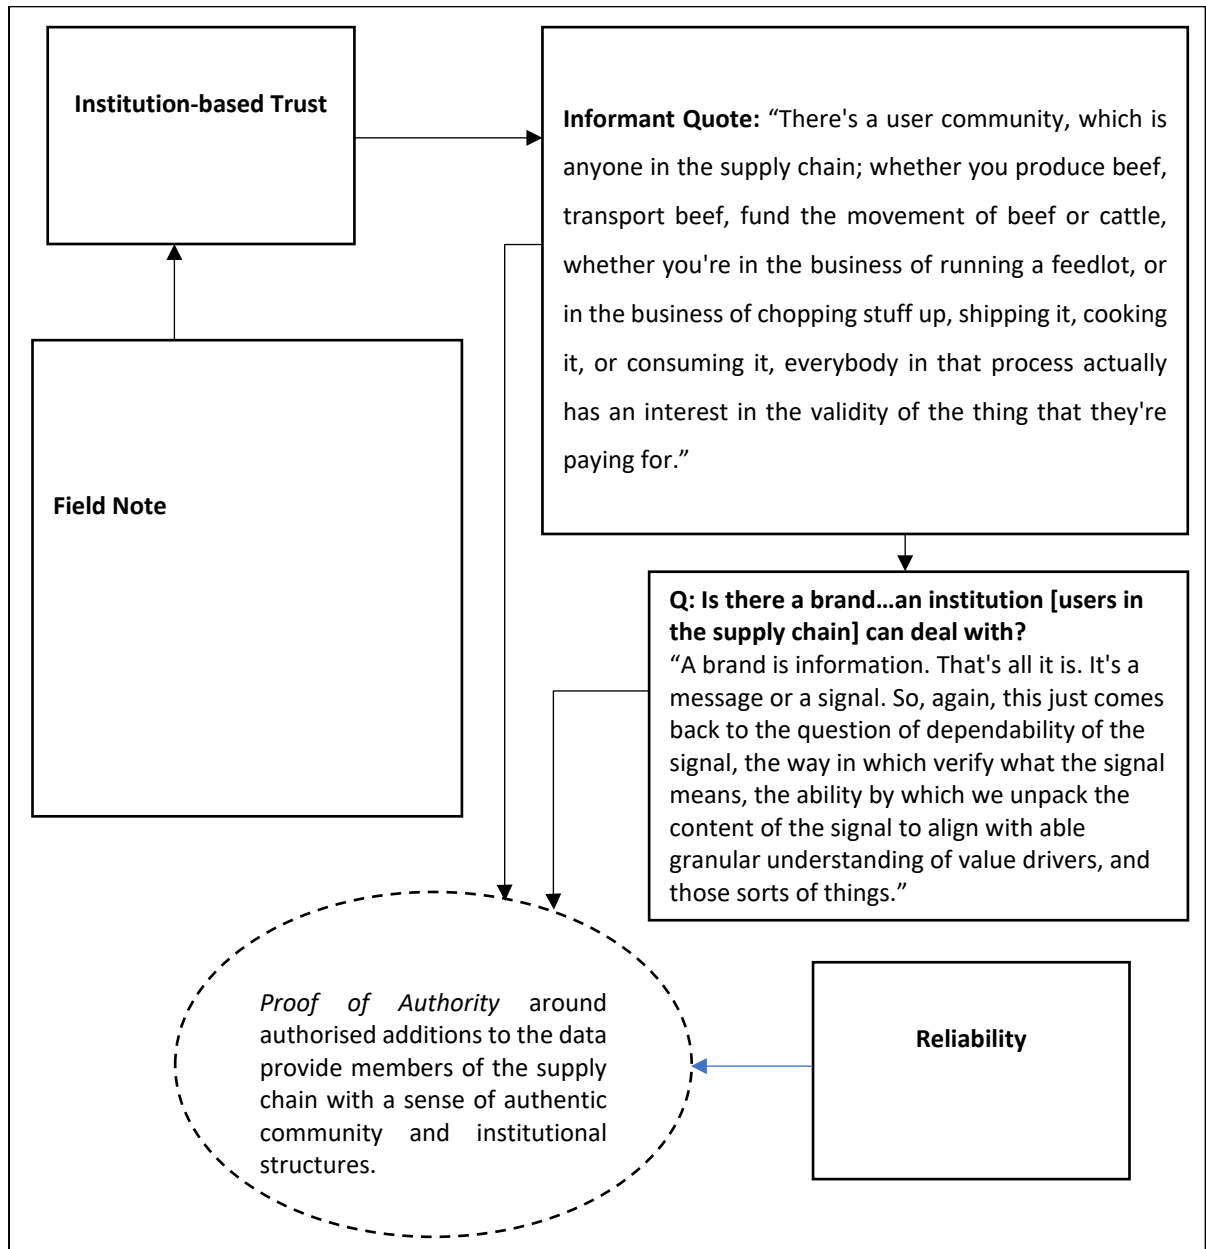 Institution-based Trust
Informant Quote: “There's a user community, which is
anyone in the supply chain; whether you produce beef,
transport beef, fund the movement of beef or cattle,
whether you're in the business of running a feedlot, or
in the business of chopping stuff up, shipping it, cooking
it, or consuming it, everybody in that process actually
has an interest in the validity of the thing that they're
paying for.”
Field Note
Q: Is there a brand…an institution [users in
the supply chain] can deal with?
“A brand is information. That's all it is. It's a
message or a signal. So, again, this just comes
back to the question of dependability of the
signal, the way in which verify what the signal
means, the ability by which we unpack the
content of the signal to align with able
granular understanding of value drivers, and
those sorts of things.”
Proof of Authority around
authorised additions to the data
provide members of the supply
chain with a sense of authentic
community and institutional
structures.
Reliability